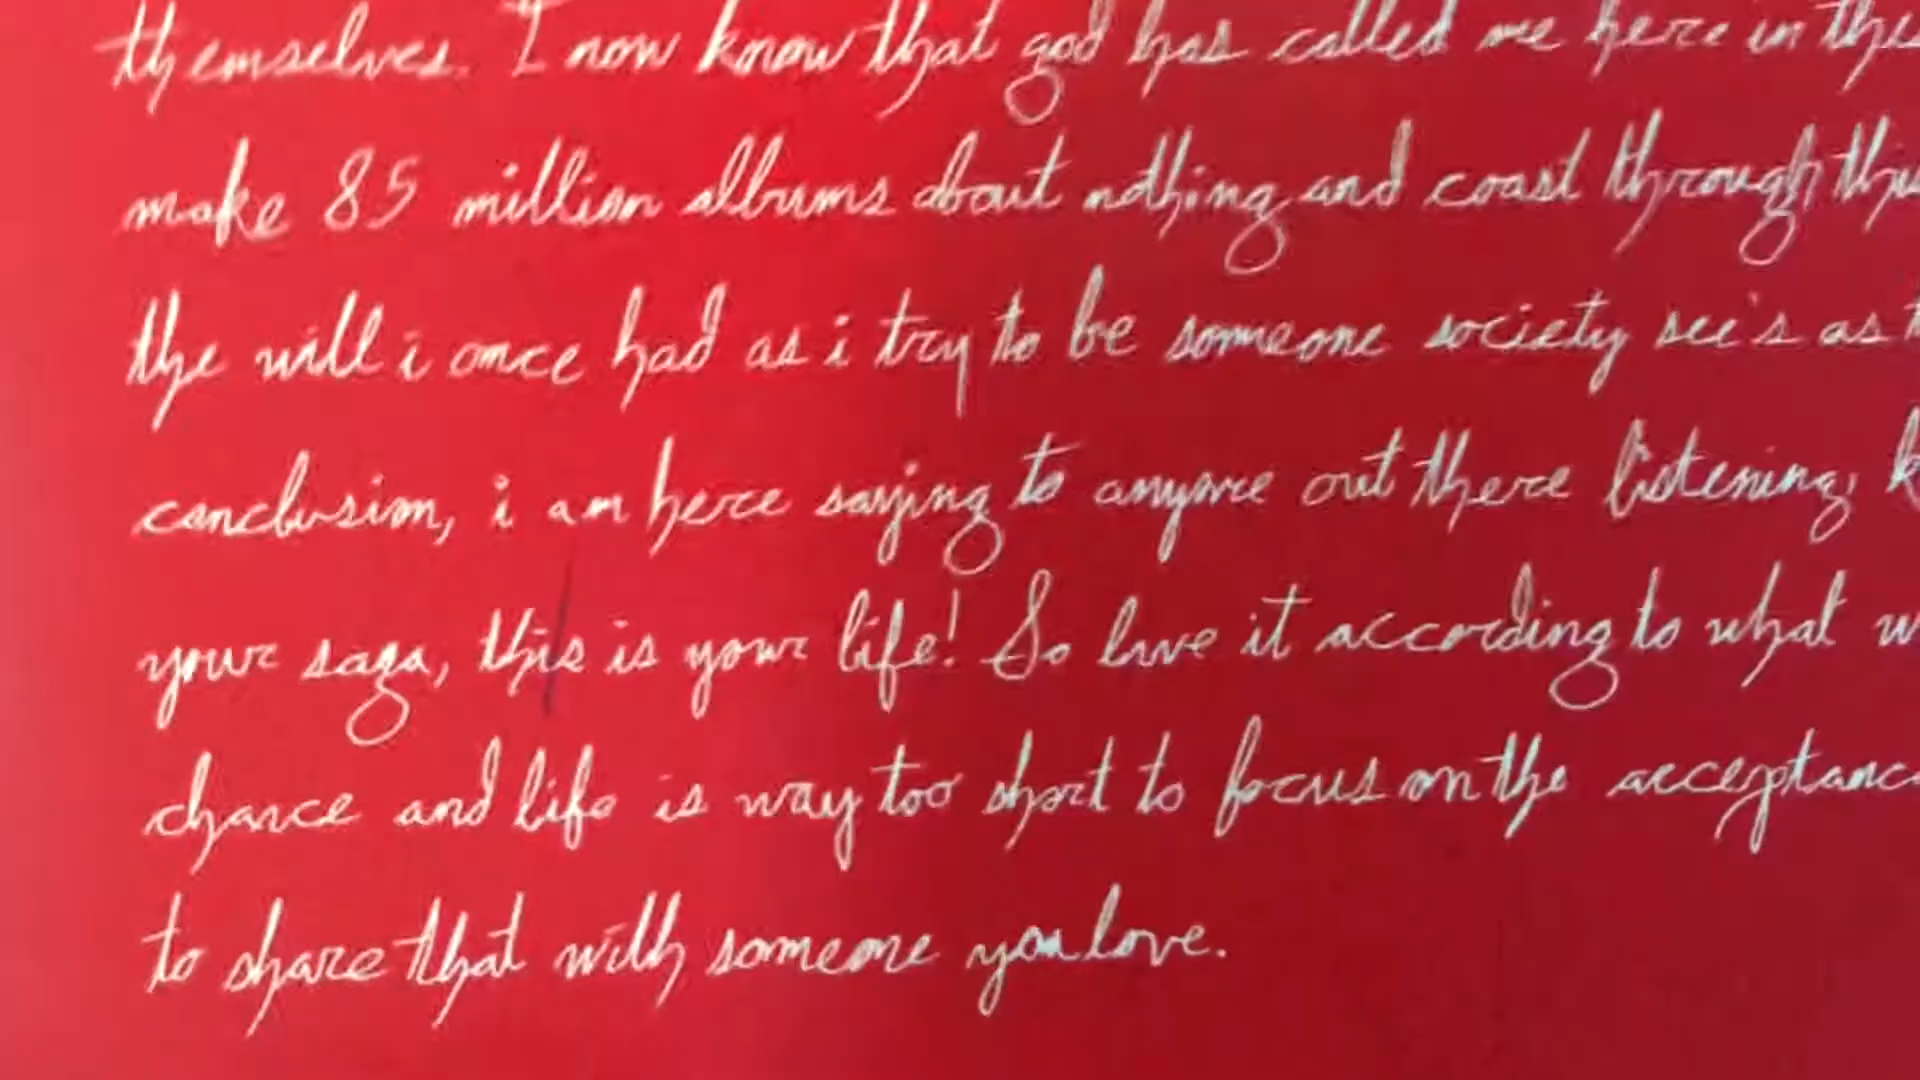 themselves. I now know that god has called me here in
make 85 million albums about nothing and coast through
the will i once had as i try to be someone society see's as
conclusion, i am here saying to anyone out there listening,
your saga, this is your life! So live it according to what
chance and life is way too short to focus on the
to share that with someone you love.